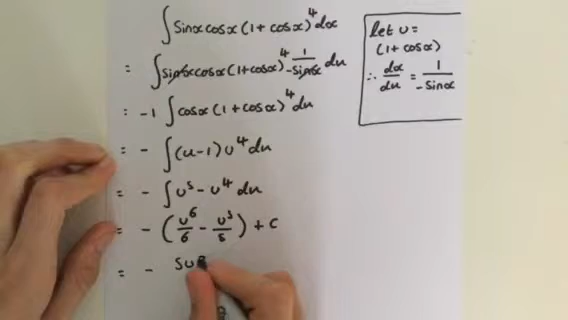 ∫ sinx cosx (1 + cosx)⁴ dx
= ∫ sinx cosx (1 + cosx)⁴ 1/-sinx du
= -1 ∫ cosx (1 + cosx)⁴ du
= - ∫ (u-1) u⁴ du
= - ∫ u⁵ - u⁴ du
= - (u⁶/6 - u⁵/5) + c
= - 5u
let u =
(1 + cosx)
∴ dx/du = 1/-sinx